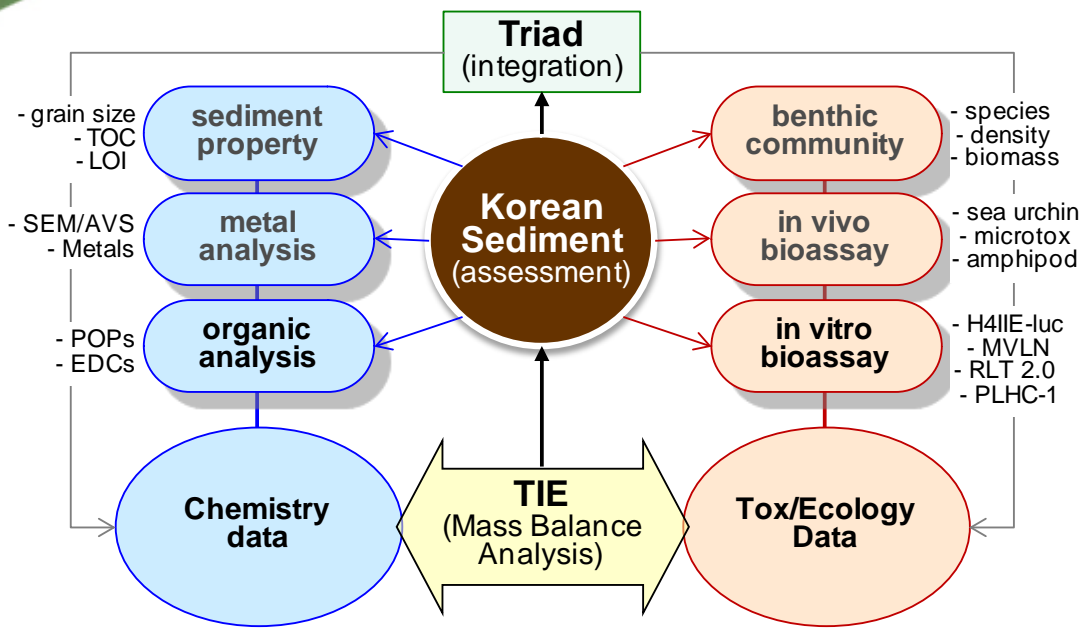 Triad
(integration)
- grain size
- TOC
- LOI
sediment
property
benthic
community
- species
- density
- biomass
- SEM/AVS
- Metals
metal
analysis
Korean
Sediment
(assessment)
in vivo
bioassay
- sea urchin
- microtox
- amphipod
- POPs
- EDCs
organic
analysis
in vitro
bioassay
- H4IIE-luc
- MVLN
- RLT 2.0
- PLHC-1
Chemistry
data
TIE
(Mass Balance
Analysis)
Tox/Ecology
Data